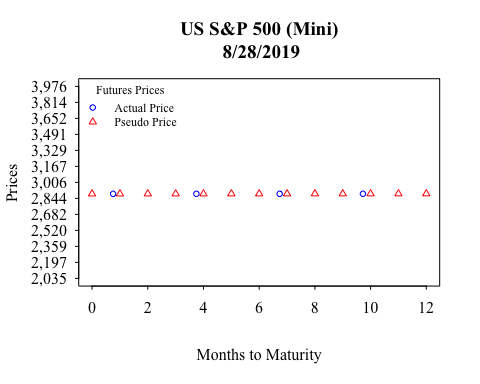 US S&P 500 (Mini)
8/28/2019
Futures Prices
Actual Price
Pseudo Price
Prices
3,976
3,814
3,652
3,491
3,329
3,167
3,006
2,844
2,682
2,520
2,359
2,197
2,035
0 2 4 6 8 10 12
Months to Maturity